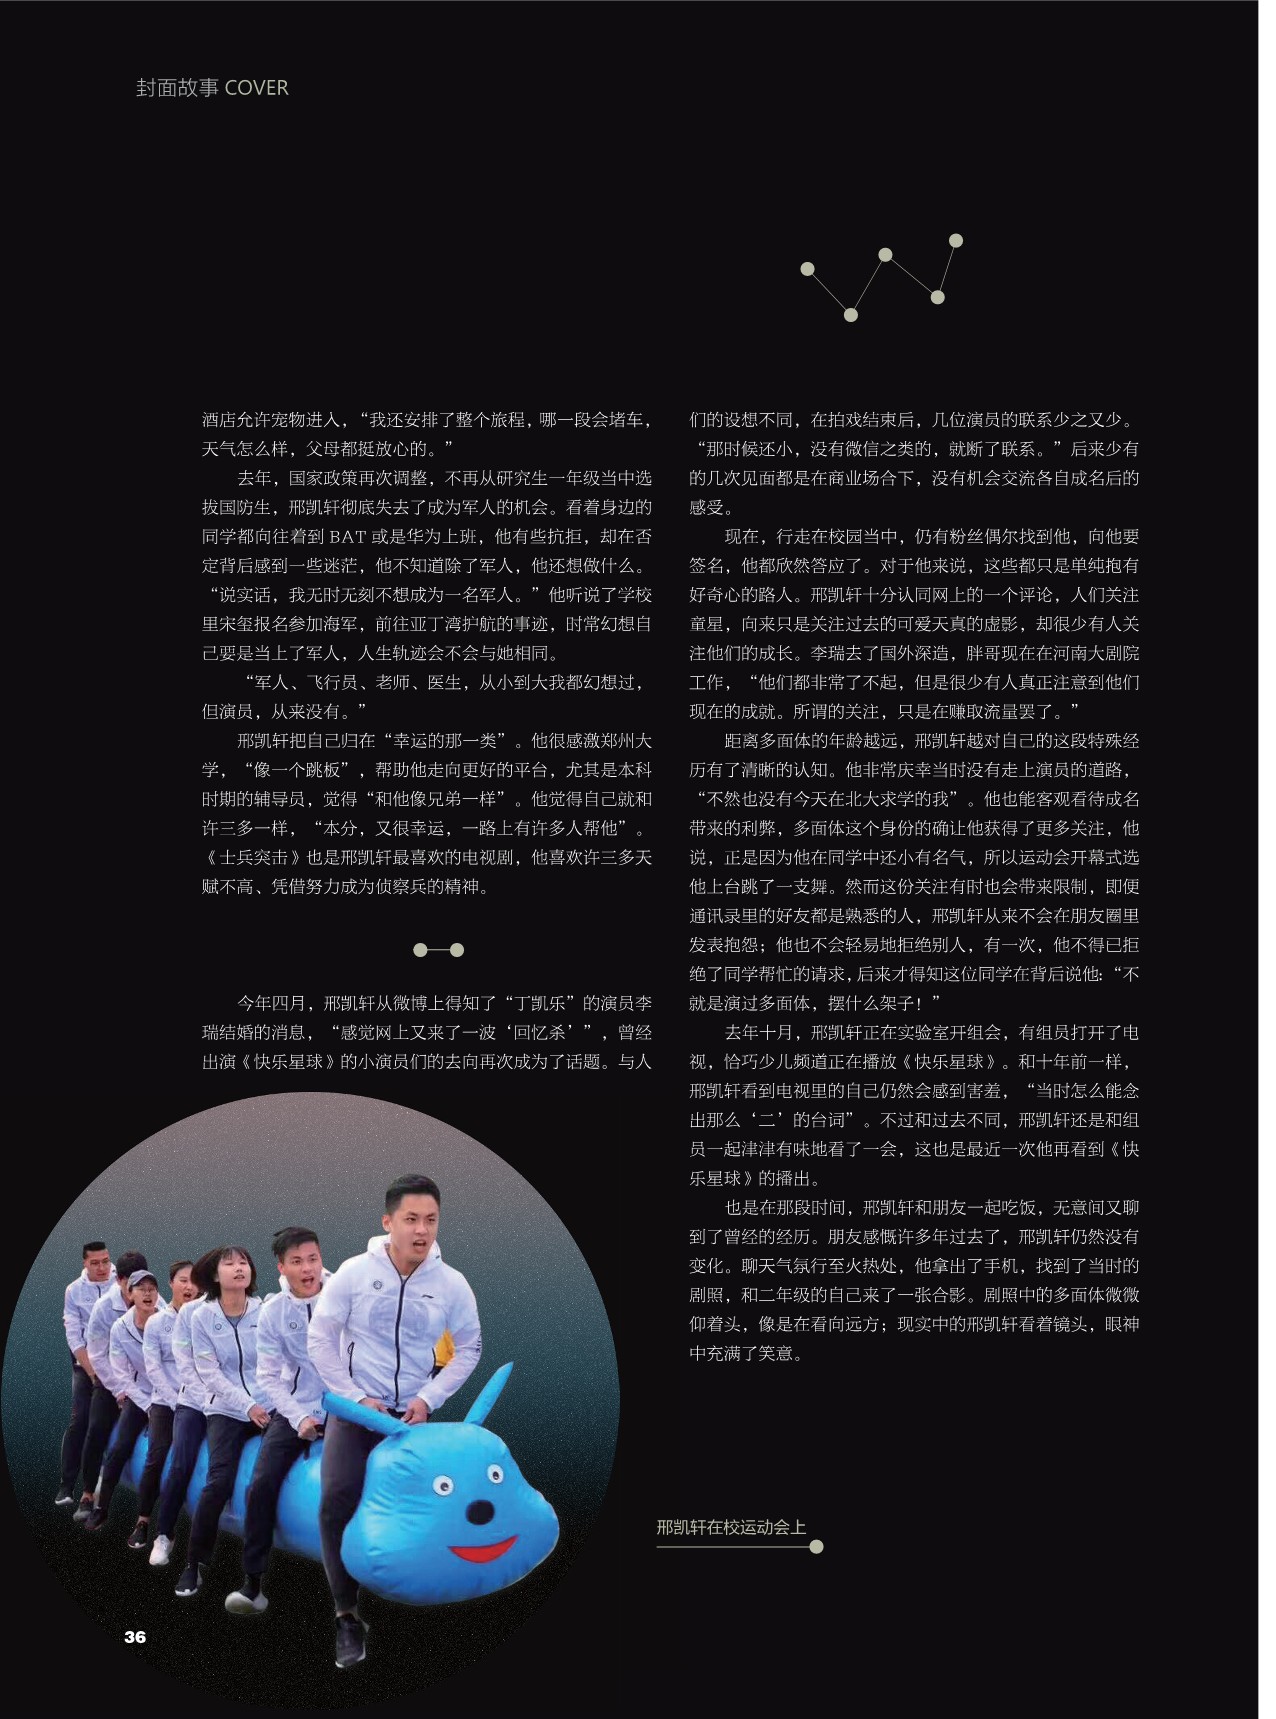 封面故事 COVER
酒店允许宠物进入，“我还安排了整个旅程，哪一段会堵车，
天气怎么样，父母都挺放心的。”
去年，国家政策再次调整，不再从研究生一年级当中选
拔国防生，邢凯轩彻底失去了成为军人的机会。看着身边的
同学都向往着到 BAT 或是华为上班，他有些抗拒，却在否
定背后感到一些迷茫，他不知道除了军人，他还想做什么。
“说实话，我无时无刻不想成为一名军人。”他听说了学校
里宋玺报名参加海军，前往亚丁湾护航的事迹，时常幻想自
己要是当上了军人，人生轨迹会不会与她相同。
“军人、飞行员、老师、医生，从小到大我都幻想过，
但演员，从来没有。”
邢凯轩把自己归在“幸运的那一类”。他很感激郑州大
学，“像一个跳板”，帮助他走向更好的平台，尤其是本科
时期的辅导员，觉得“和他像兄弟一样”。他觉得自己就和
许三多一样，“本分，又很幸运，一路上有许多人帮他”。
《士兵突击》也是邢凯轩最喜欢的电视剧，他喜欢许三多天
赋不高、凭借努力成为侦察兵的精神。
今年四月，邢凯轩从微博上得知了“丁凯乐”的演员李
瑞结婚的消息，“感觉网上又来了一波‘回忆杀’”，曾经
出演《快乐星球》的小演员们的去向再次成为了话题。与人
们的设想不同，在拍戏结束后，几位演员的联系少之又少。
“那时候还小，没有微信之类的，就断了联系。”后来少有
的几次见面都是在商业场合下，没有机会交流各自成名后的
感受。
现在，行走在校园当中，仍有粉丝偶尔找到他，向他要
签名，他都欣然答应了。对于他来说，这些都只是单纯抱有
好奇心的路人。邢凯轩十分认同网上的一个评论，人们关注
童星，向来只是关注过去的可爱天真的虚影，却很少有人关
注他们的成长。李瑞去了国外深造，胖哥现在在河南大剧院
工作，“他们都非常了不起，但是很少有人真正注意到他们
现在的成就。所谓的关注，只是在赚取流量罢了。”
距离多面体的年龄越远，邢凯轩越对自己的这段特殊经
历有了清晰的认知。他非常庆幸当时没有走上演员的道路，
“不然也没有今天在北大求学的我”。他也能客观看待成名
带来的利弊，多面体这个身份的确让他获得了更多关注，他
说，正是因为他在同学中还小有名气，所以运动会开幕式选
他上台跳了一支舞。然而这份关注有时也会带来限制，即便
通讯录里的好友都是熟悉的人，邢凯轩从来不会在朋友圈里
发表抱怨；他也不会轻易地拒绝别人，有一次，他不得已拒
绝了同学帮忙的请求，后来才得知这位同学在背后说他：“不
就是演过多面体，摆什么架子！”
去年十月，邢凯轩正在实验室开组会，有组员打开了电
视，恰巧少儿频道正在播放《快乐星球》。和十年前一样，
邢凯轩看到电视里的自己仍然会感到害羞，“当时怎么能念
出那么‘二’的台词”。不过和过去不同，邢凯轩还是和组
员一起津津有味地看了一会，这也是最近一次他再看到《快
乐星球》的播出。
也是在那段时间，邢凯轩和朋友一起吃饭，无意间又聊
到了曾经的经历。朋友感慨许多年过去了，邢凯轩仍然没有
变化。聊天气氛行至火热处，他拿出了手机，找到了当时的
剧照，和二年级的自己来了一张合影。剧照中的多面体微微
仰着头，像是在看向远方；现实中的邢凯轩看着镜头，眼神
中充满了笑意。
邢凯轩在校运动会上
36